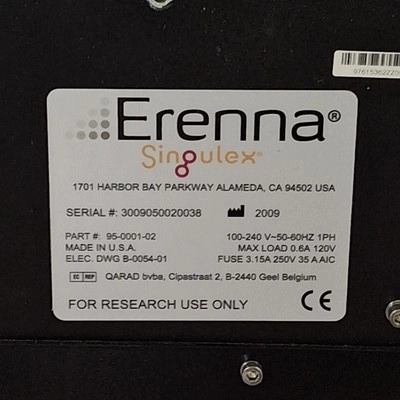 Erenna®
Singulex®
1701 HARBOR BAY PARKWAY ALAMEDA, CA 94502 USA
SERIAL #: 3009050020038 2009
PART #: 95-0001-02 100-240 V~50-60HZ 1PH
MADE IN U.S.A. MAX LOAD 0.6A 120V
ELEC. DWG B-0054-01 FUSE 3.15A 250V 35 A AIC
EC REP QARAD bvba, Cipastraat 2, B-2440 Geel Belgium
FOR RESEARCH USE ONLY CE